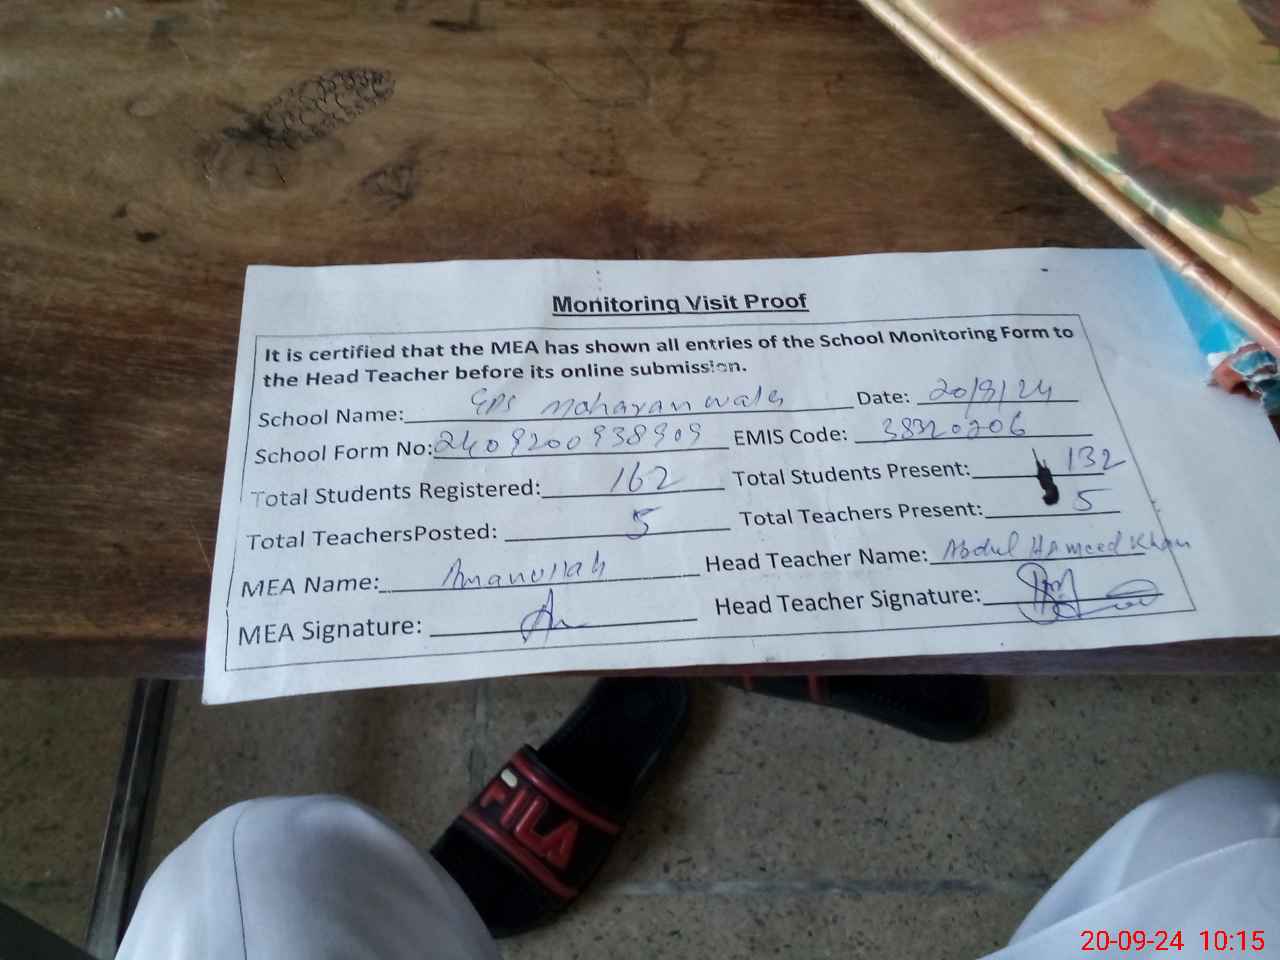 Monitoring Visit Proof
It is certified that the MEA has shown all entries of the School Monitoring Form to
the Head Teacher before its online submission.
School Name: GPS Moharanwala Date: 20/9/24
School Form No: 2409200938909 EMIS Code: 38320206
Total Students Registered: 162 Total Students Present: 132
Total TeachersPosted: 5 Total Teachers Present: 5
MEA Name: Amanullah Head Teacher Name: Abdul Hameed Khan
MEA Signature: Head Teacher Signature:
FILA
20-09-24 10:15